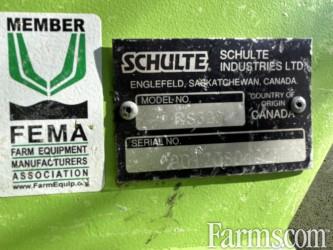 MEMBER
FEMA
FARM EQUIPMENT
MANUFACTURERS
ASSOCIATION
www.FarmEquip.org
SCHULTE
SCHULTE
INDUSTRIES LTD.
ENGLEFELD, SASKATCHEWAN, CANADA.
MODEL NO.
COUNTRY OF
ORIGIN
CANADA
SERIAL NO.
Farms.com